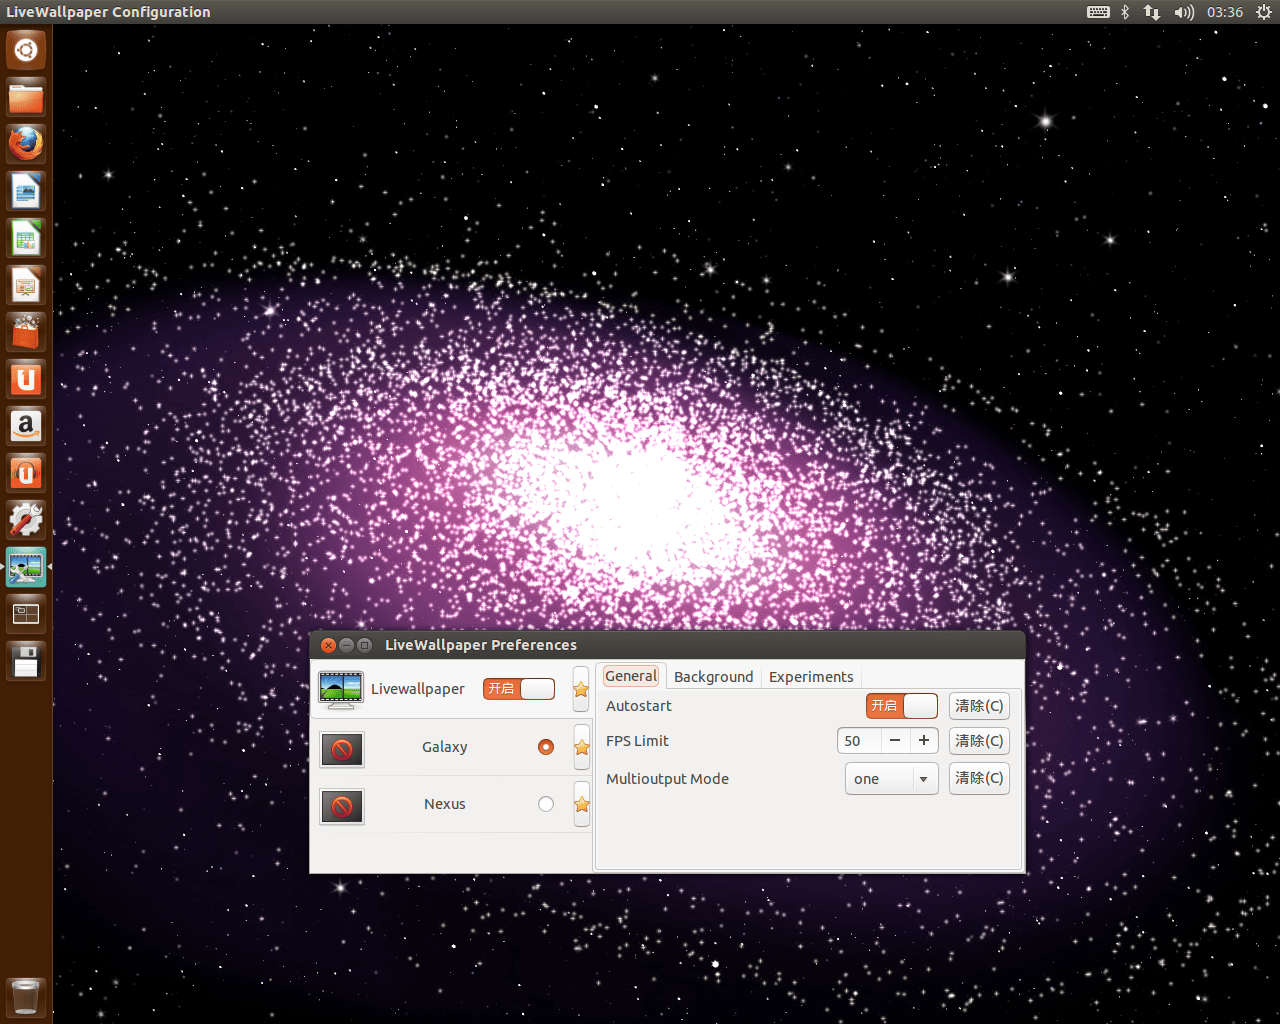 LiveWallpaper Configuration 03:36
LiveWallpaper Preferences
Livewallpaper 开启
Galaxy
Nexus
General Background Experiments
Autostart 开启 清除(C)
FPS Limit 50 − + 清除(C)
Multioutput Mode one 清除(C)